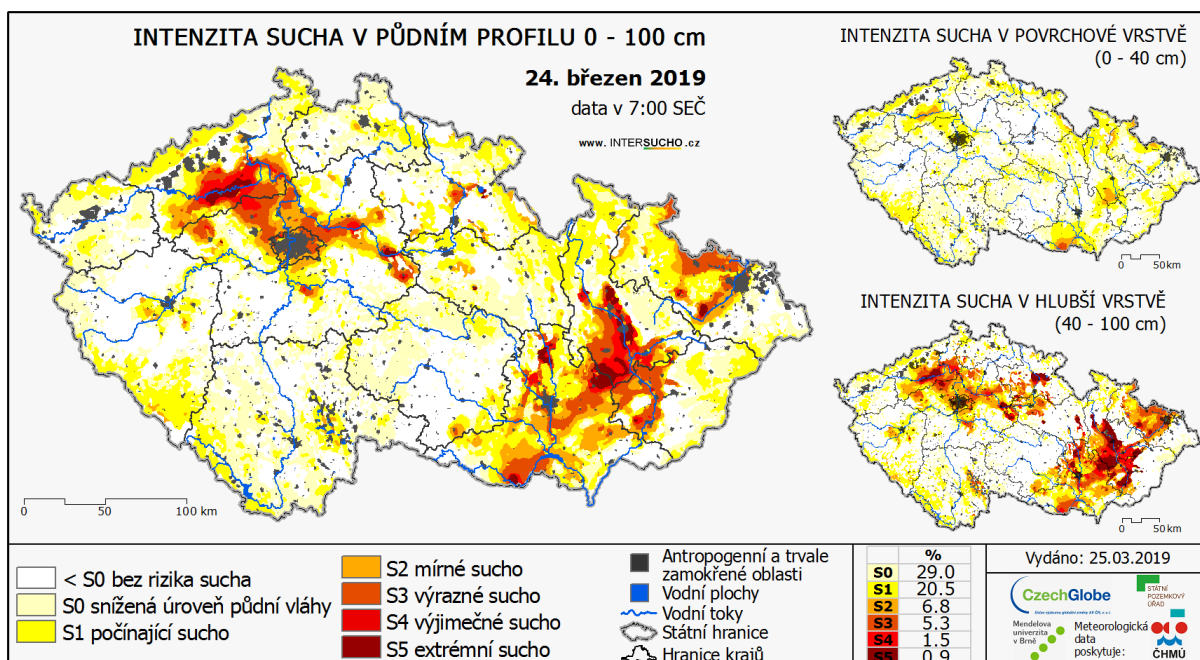 INTENZITA SUCHA V PŮDNÍM PROFILU 0 - 100 cm
24. březen 2019
data v 7:00 SEČ
www. INTERSUCHO .cz
0 50 100 km
INTENZITA SUCHA V POVRCHOVÉ VRSTVĚ
(0 - 40 cm)
0 50km
INTENZITA SUCHA V HLUBŠÍ VRSTVĚ
(40 - 100 cm)
0 50km
< S0 bez rizika sucha
S0 snížená úroveň půdní vláhy
S1 počínající sucho
S2 mírné sucho
S3 výrazné sucho
S4 výjimečné sucho
S5 extrémní sucho
Antropogenní a trvale
zamokřené oblasti
Vodní plochy
Vodní toky
Státní hranice
Hranice krajů
%
S0 29.0
S1 20.5
S2 6.8
S3 5.3
S4 1.5
S5 0.9
Vydáno: 25.03.2019
CzechGlobe
STÁTNÍ
POZEMKOVÝ
ÚŘAD
Mendelova
univerzita
v Brně
Meteorologická
data
poskytuje:
ČHMÚ